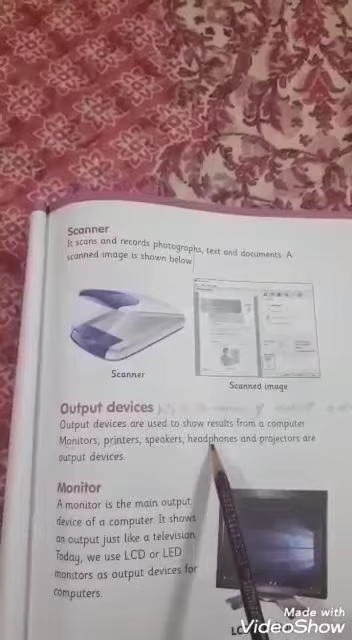 Scanner
It scans and records photographs, text and documents. A
scanned image is shown below
Scanner
Scanned image
Output devices
Output devices are used to show results from a computer
Monitors, printers, speakers, headphones and projectors are
output devices.
Monitor
A monitor is the main output
device of a computer. It shows
an output just like a television
Today, we use LCD or LED
monitors as output devices for
computers.
Made with
VideoShow